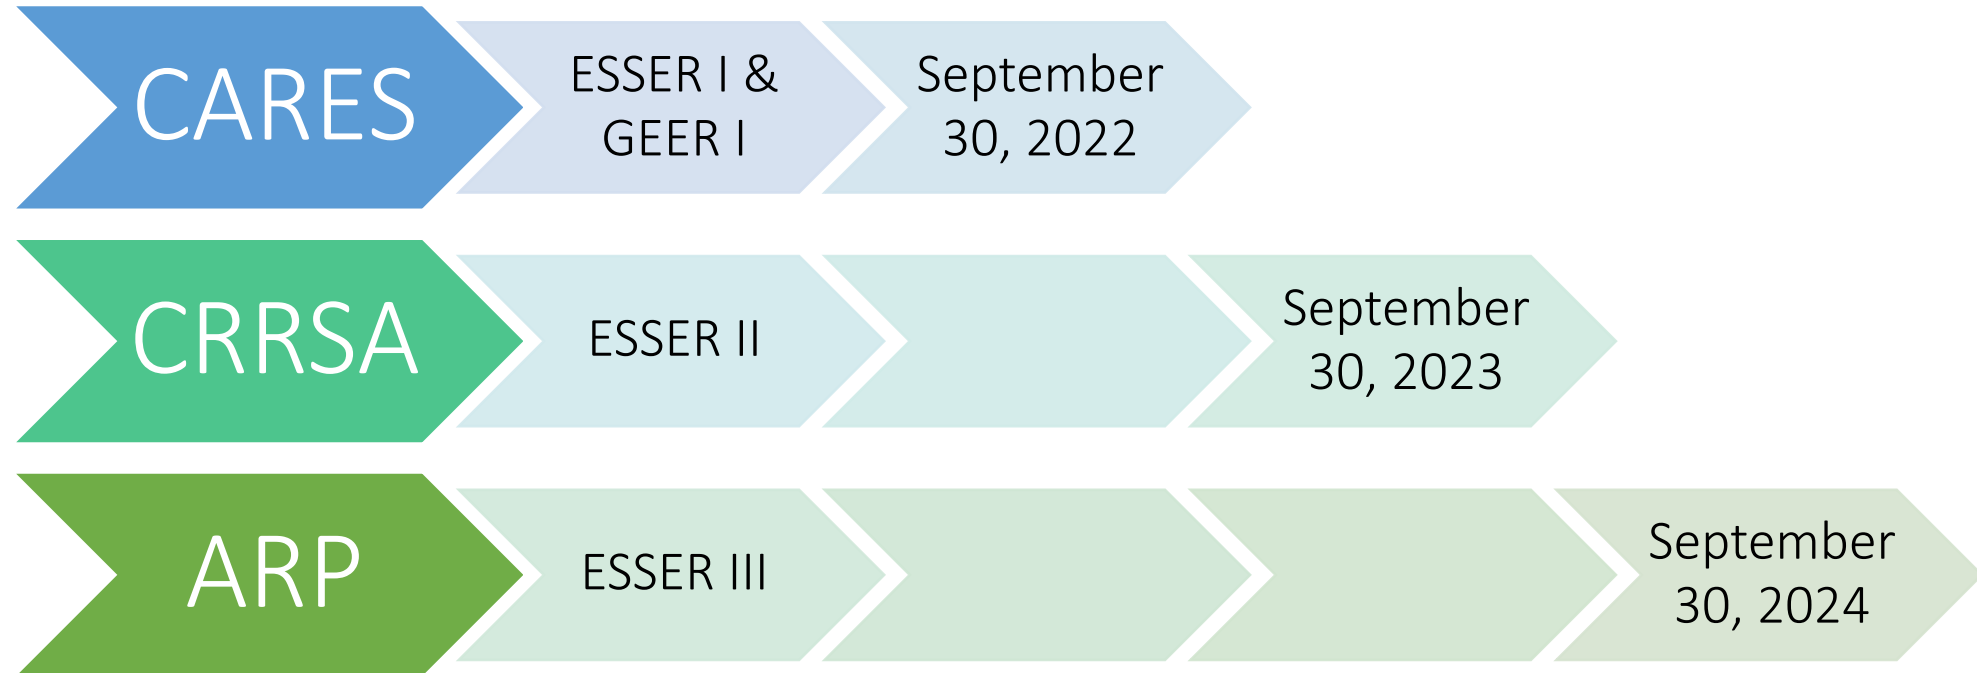 CARES
ESSER I &
GEER I
September
30, 2022
CRRSA
ESSER II
September
30, 2023
ARP
ESSER III
September
30, 2024